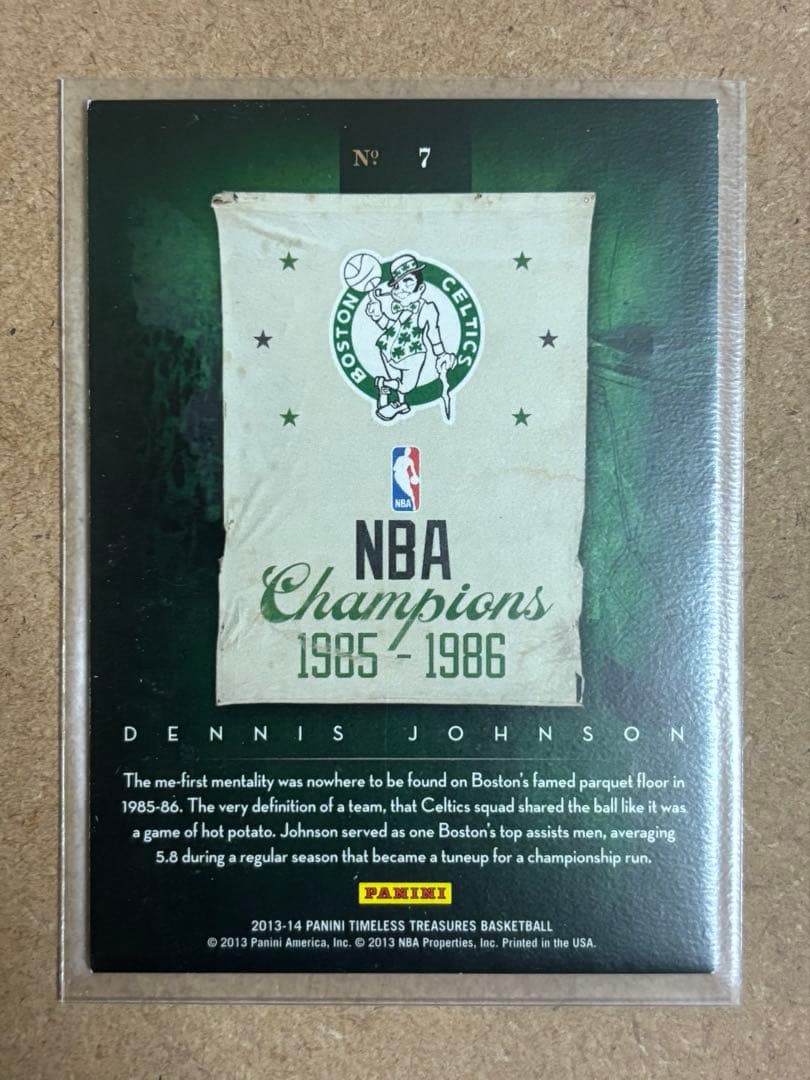 Nº 7
BOSTON CELTICS
NBA
NBA
Champions
1985 - 1986
DENNIS JOHNSON
The me-first mentality was nowhere to be found on Boston's famed parquet floor in
1985-86. The very definition of a team, that Celtics squad shared the ball like it was
a game of hot potato. Johnson served as one Boston's top assists men, averaging
5.8 during a regular season that became a tuneup for a championship run.
PANINI
2013-14 PANINI TIMELESS TREASURES BASKETBALL
© 2013 Panini America, Inc. © 2013 NBA Properties, Inc. Printed in the USA.